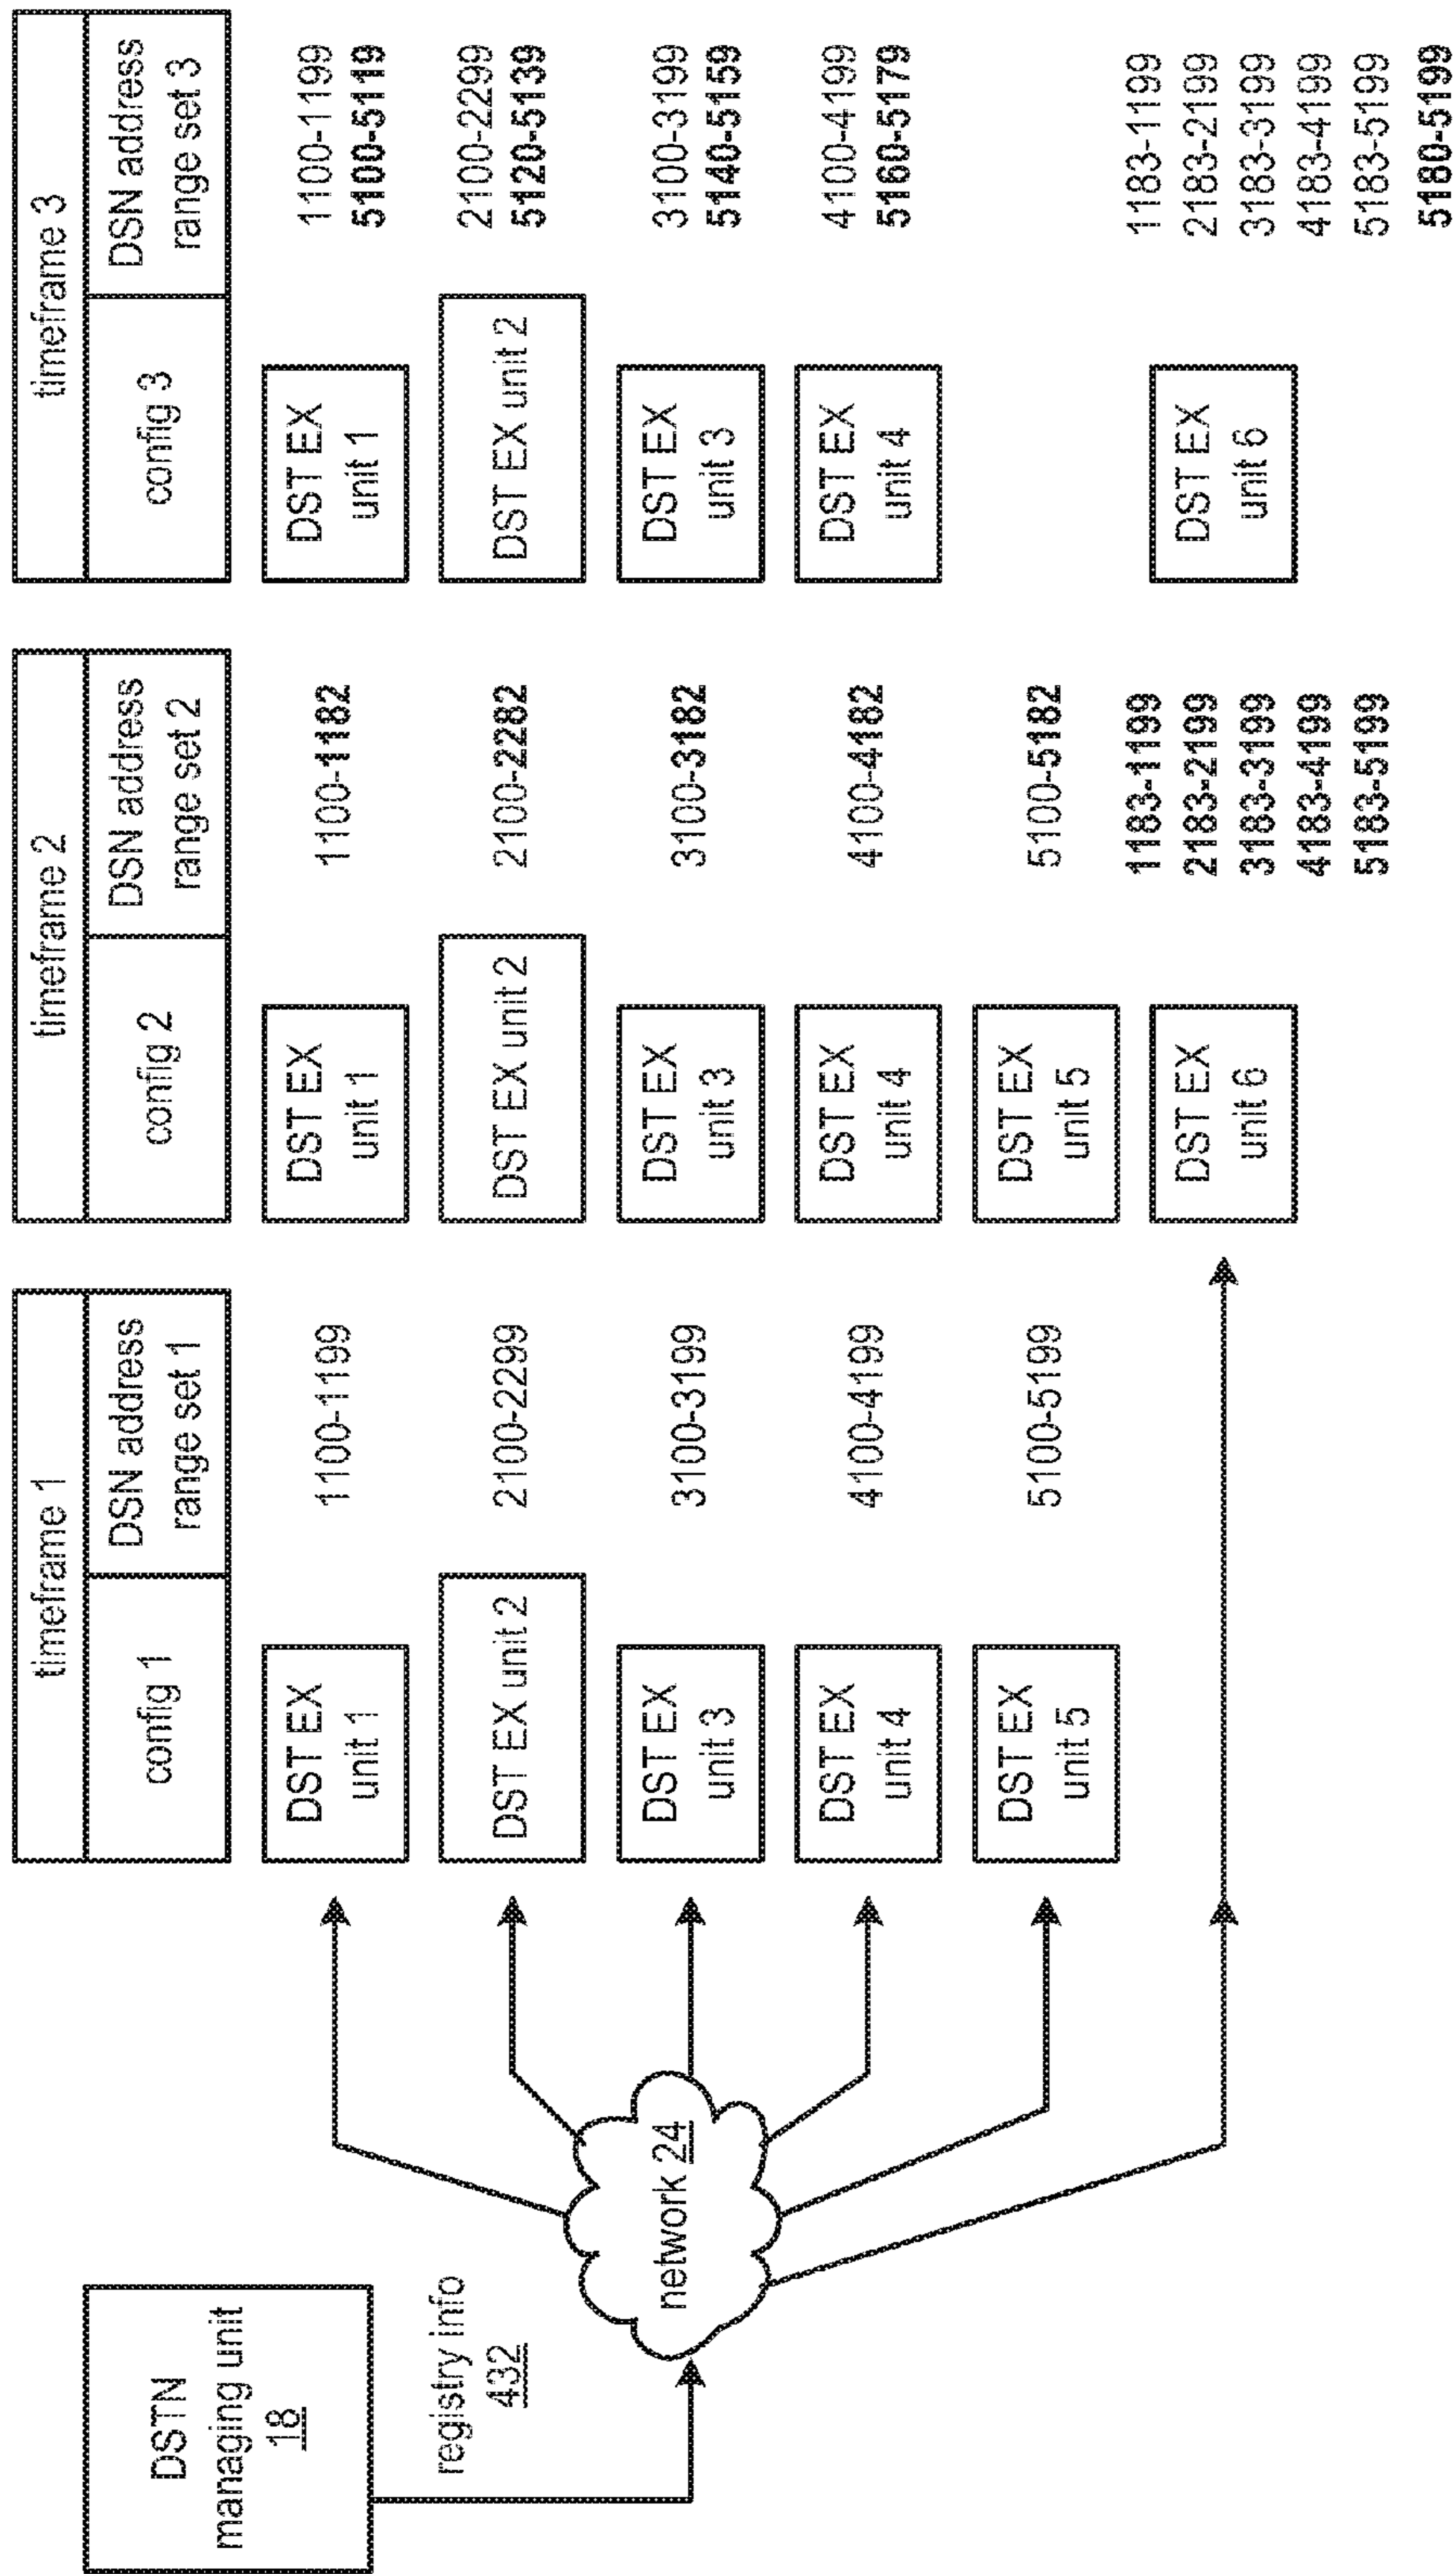 DSTN
managing unit
18
registry info
432
network 24
timeframe 1
config 1
DSN address
range set 1
DST EX
unit 1
1100-1199
DST EX unit 2
2100-2299
DST EX
unit 3
3100-3199
DST EX
unit 4
4100-4199
DST EX
unit 5
5100-5199
timeframe 2
config 2
DSN address
range set 2
DST EX
unit 1
1100-1182
DST EX unit 2
2100-2282
DST EX
unit 3
3100-3182
DST EX
unit 4
4100-4182
DST EX
unit 5
5100-5182
DST EX
unit 6
1183-1199
2183-2199
3183-3199
4183-4199
5183-5199
timeframe 3
config 3
DSN address
range set 3
DST EX
unit 1
1100-1199
5100-5119
DST EX unit 2
2100-2299
5120-5139
DST EX
unit 3
3100-3199
5140-5159
DST EX
unit 4
4100-4199
5160-5179
DST EX
unit 6
1183-1199
2183-2199
3183-3199
4183-4199
5183-5199
5180-5199